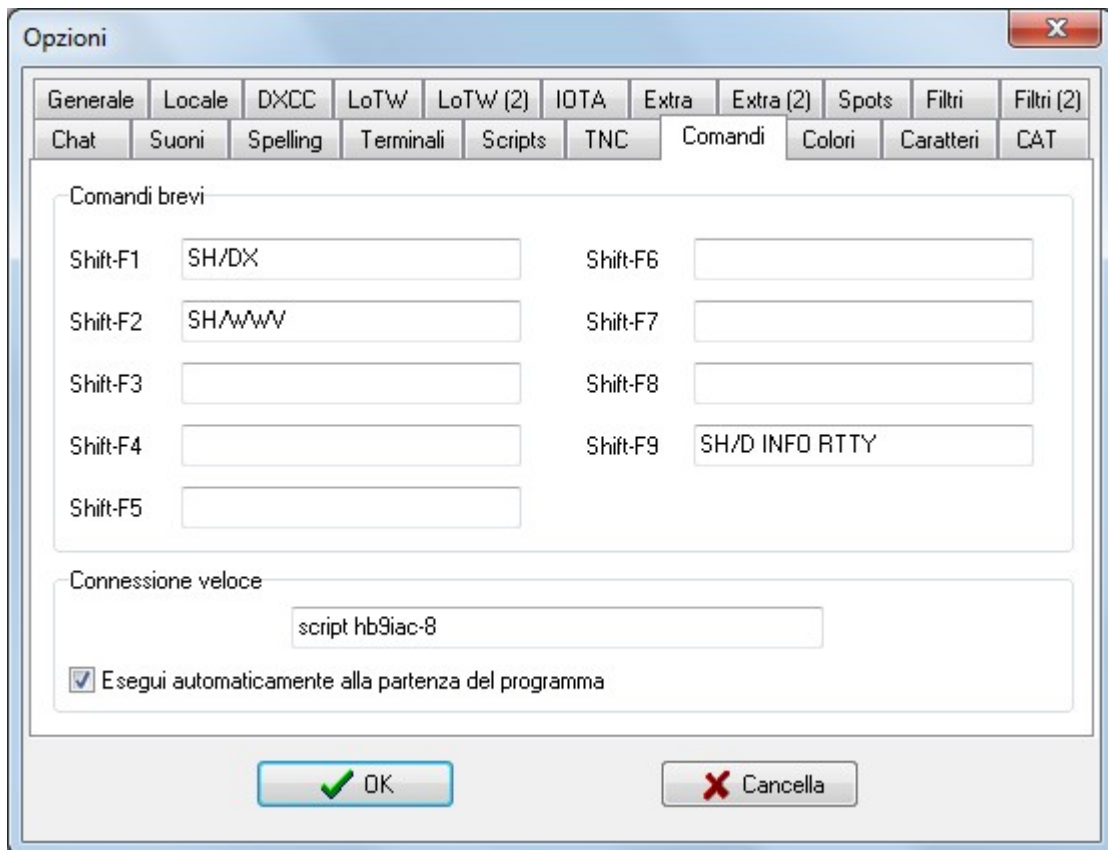 Opzioni
Generale Locale DXCC LoTW LoTW (2) IOTA Extra Extra (2) Spots Filtri Filtri (2)
Chat Suoni Spelling Terminali Scripts TNC Comandi Colori Caratteri CAT
Comandi brevi
Shift-F1 SH/DX Shift-F6
Shift-F2 SH/WWV Shift-F7
Shift-F3 Shift-F8
Shift-F4 Shift-F9 SH/D INFO RTTY
Shift-F5
Connessione veloce
script hb9iac-8
Esegui automaticamente alla partenza del programma
OK Cancella